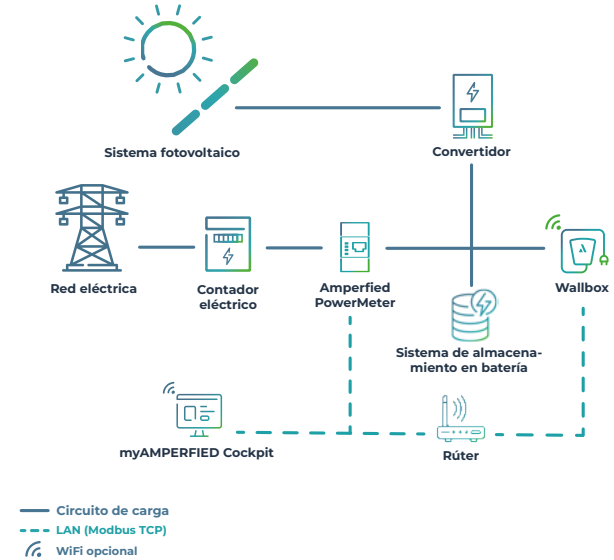 Sistema fotovoltaico
Convertidor
Red eléctrica
Contador
eléctrico
Amperfied
PowerMeter
Wallbox
Sistema de almacena-
miento en batería
myAMPERFIED Cockpit
Rúter
Circuito de carga
LAN (Modbus TCP)
WiFi opcional